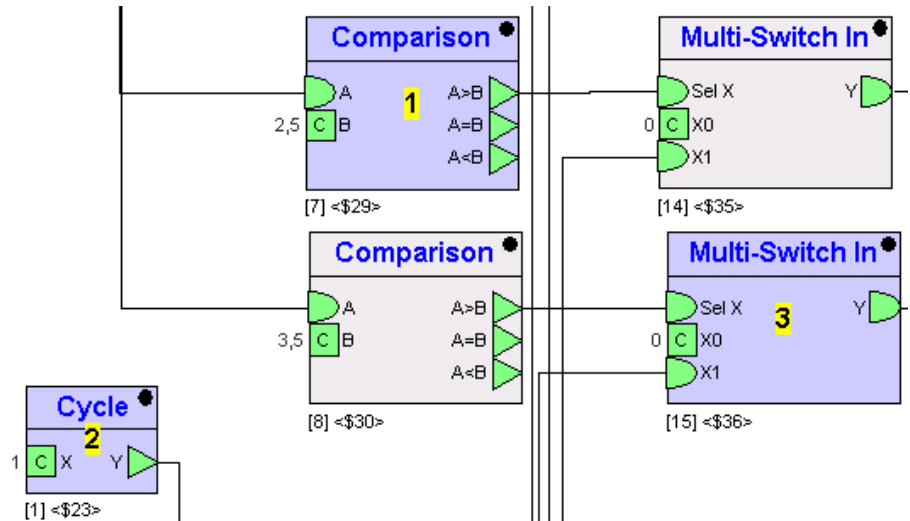 Comparison
A
1
A>B
2,5
C
B
A=B
A<B
[7] <$29>
Multi-Switch In
Sel X
Y
0
C
X0
X1
[14] <$35>
Comparison
A
A>B
3,5
C
B
A=B
A<B
[8] <$30>
Multi-Switch In
Sel X
3
Y
0
C
X0
X1
[15] <$36>
Cycle
2
1
C
X
Y
[1] <$23>